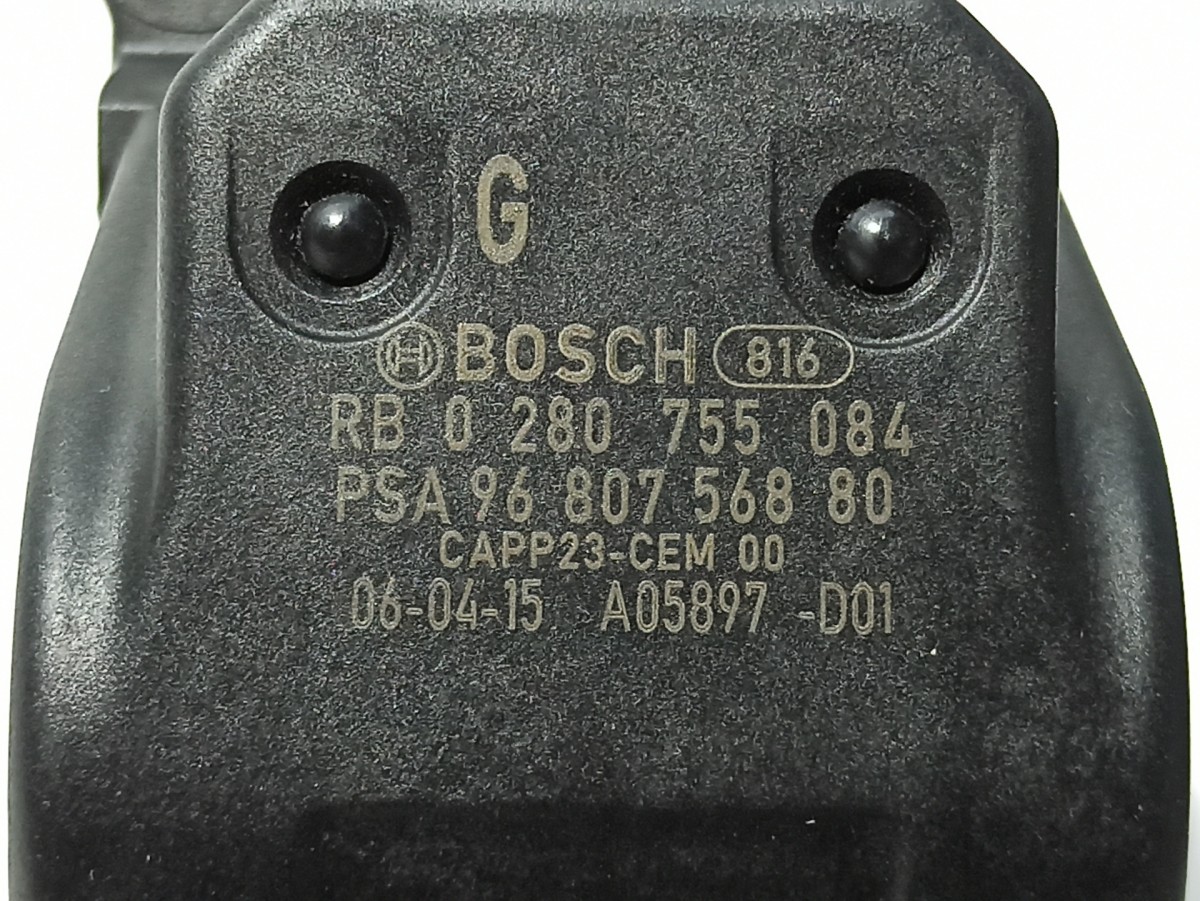 G
BOSCH 816
RB 0 280 755 084
PSA 96 807 568 80
CAPP23-CEM 00
06-04-15 A05897 -D01